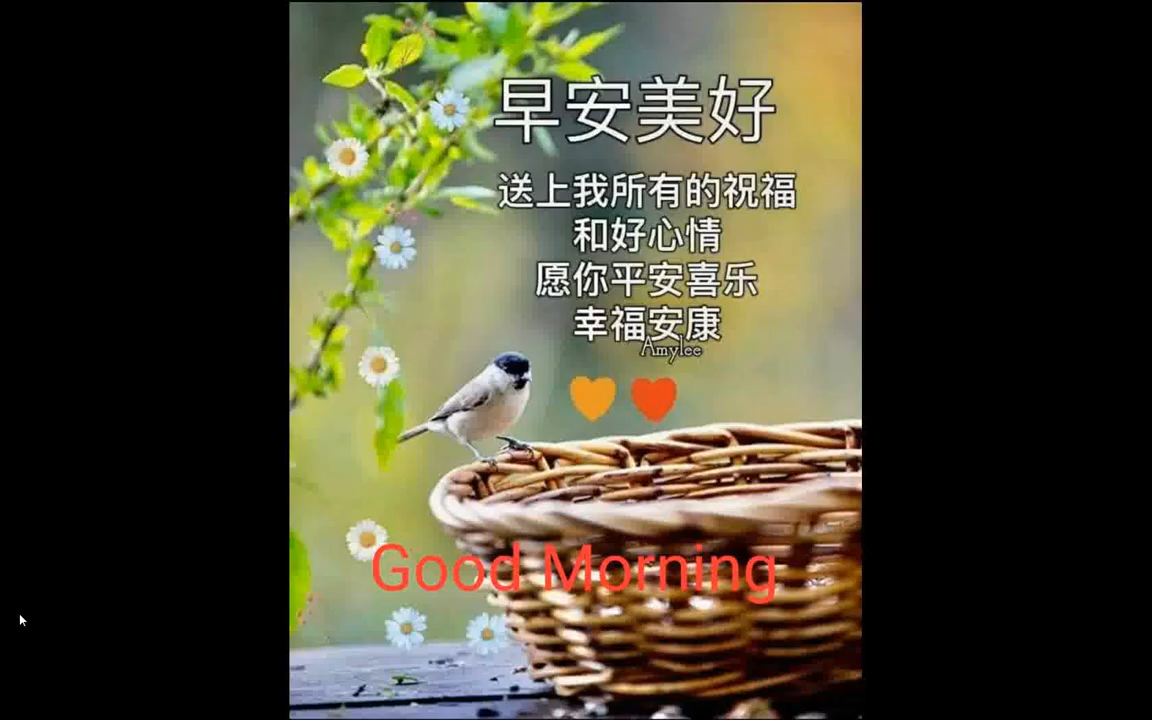 早安美好
送上我所有的祝福
和好心情
愿你平安喜乐
幸福安康
Amylee
Good Morning